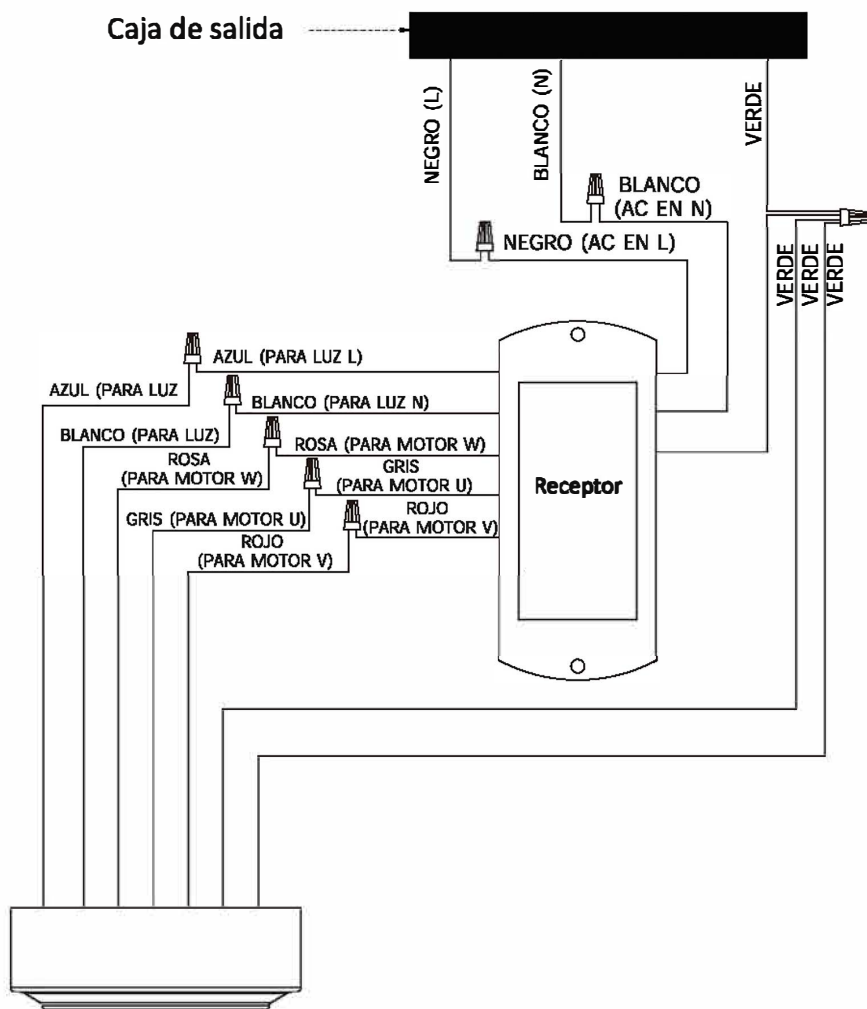 Caja de salida
NEGRO (L)
BLANCO (N)
VERDE
BLANCO
(AC EN N)
NEGRO (AC EN L)
VERDE
VERDE
VERDE
AZUL (PARA LUZ L)
AZUL (PARA LUZ
BLANCO (PARA LUZ N)
BLANCO (PARA LUZ)
ROSA (PARA MOTOR W)
ROSA
(PARA MOTOR W)
GRIS
(PARA MOTOR U)
GRIS (PARA MOTOR U)
ROJO
(PARA MOTOR V)
ROJO
(PARA MOTOR V)
Receptor